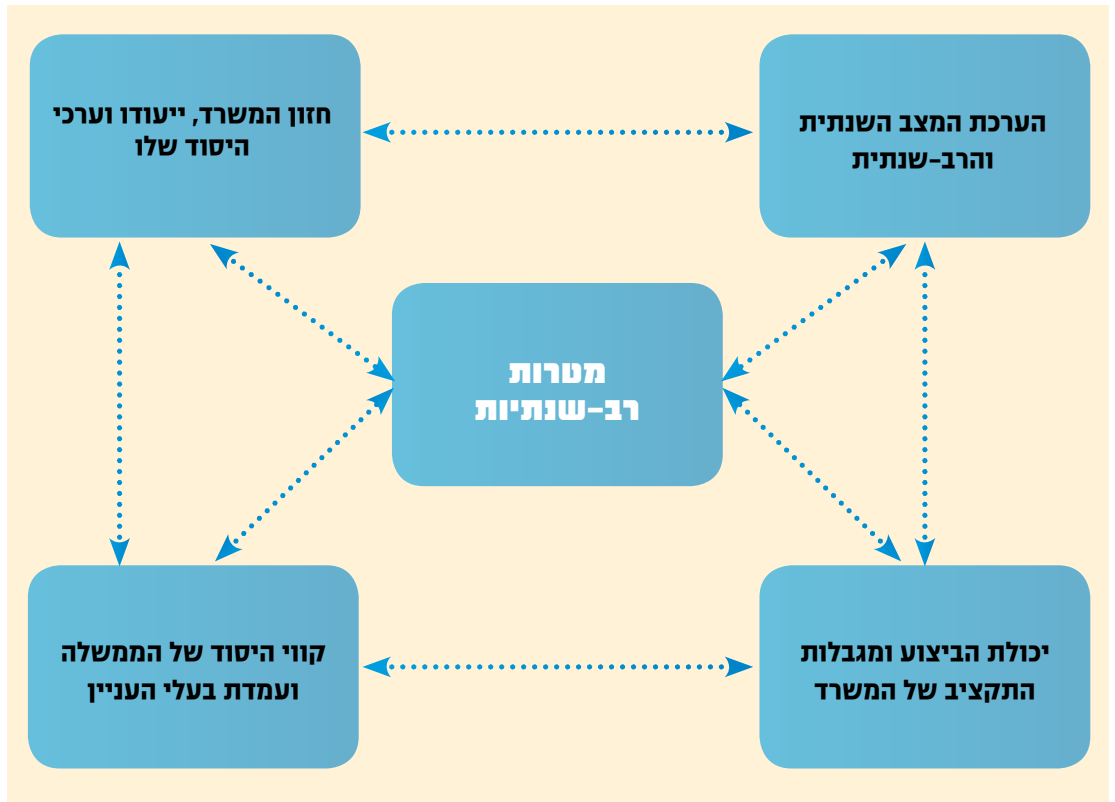 הערכת המצב השנתית
והרב-שנתית
חזון המשרד, ייעודו וערכי
היסוד שלו
מטרות
רב-שנתיות
יכולת הביצוע ומגבלות
התקציב של המשרד
קווי היסוד של הממשלה
ועמדת בעלי העניין